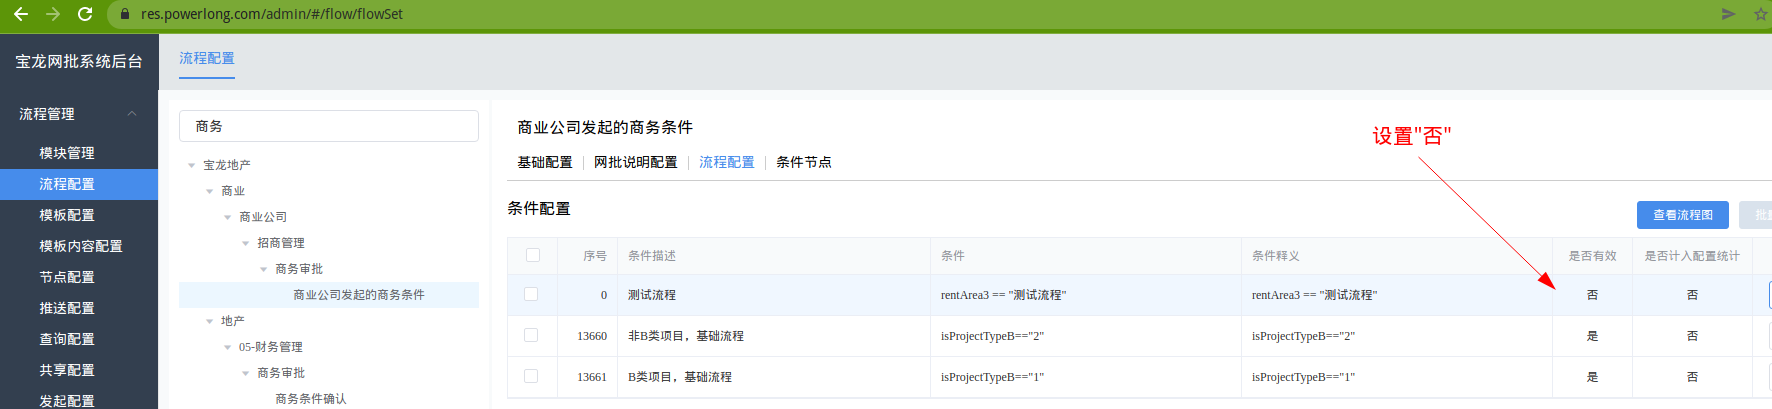 res.powerlong.com/admin/#/flow/flowSet
宝龙网批系统后台
流程管理
模块管理
流程配置
模板配置
模板内容配置
节点配置
推送配置
查询配置
共享配置
发起配置
流程配置
商务
宝龙地产
商业
商业公司
招商管理
商务审批
商业公司发起的商务条件
地产
05-财务管理
商务审批
商务条件确认
商业公司发起的商务条件
基础配置 网批说明配置 流程配置 条件节点
设置"否"
条件配置
查看流程图
序号 条件描述 条件 条件释义 是否有效 是否计入配置统计
0 测试流程 rentArea3 == "测试流程" rentArea3 == "测试流程" 否 否
13660 非B类项目，基础流程 isProjectTypeB=="2" isProjectTypeB=="2" 是 否
13661 B类项目，基础流程 isProjectTypeB=="1" isProjectTypeB=="1" 是 否